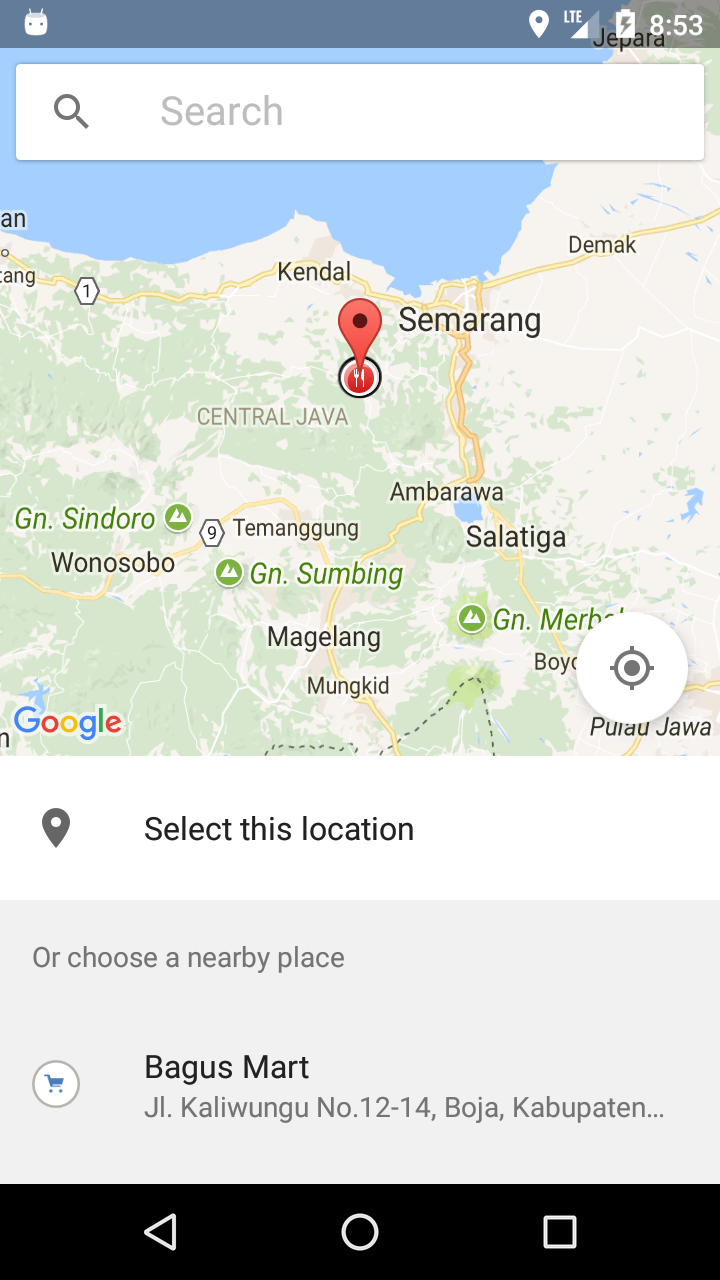 LTE 8:53
Jepara
Search
an
Demak
tang
Kendal
1
Semarang
CENTRAL JAVA
Ambarawa
Gn. Sindoro
9
Temanggung
Salatiga
Wonosobo
Gn. Sumbing
Gn. Merba
Magelang
Boyo
Mungkid
Google
n
Pulau Jawa
Select this location
Or choose a nearby place
Bagus Mart
Jl. Kaliwungu No.12-14, Boja, Kabupaten...